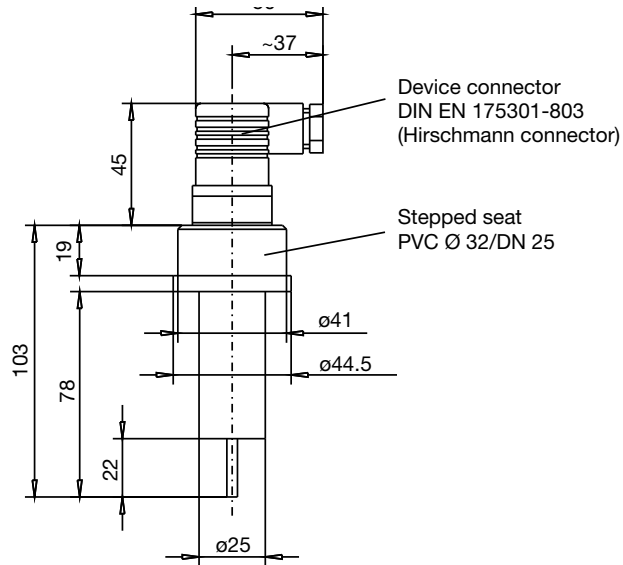 ~37
Device connector
DIN EN 175301-803
(Hirschmann connector)
45
Stepped seat
PVC Ø 32/DN 25
19
ø41
103
ø44.5
78
22
ø25